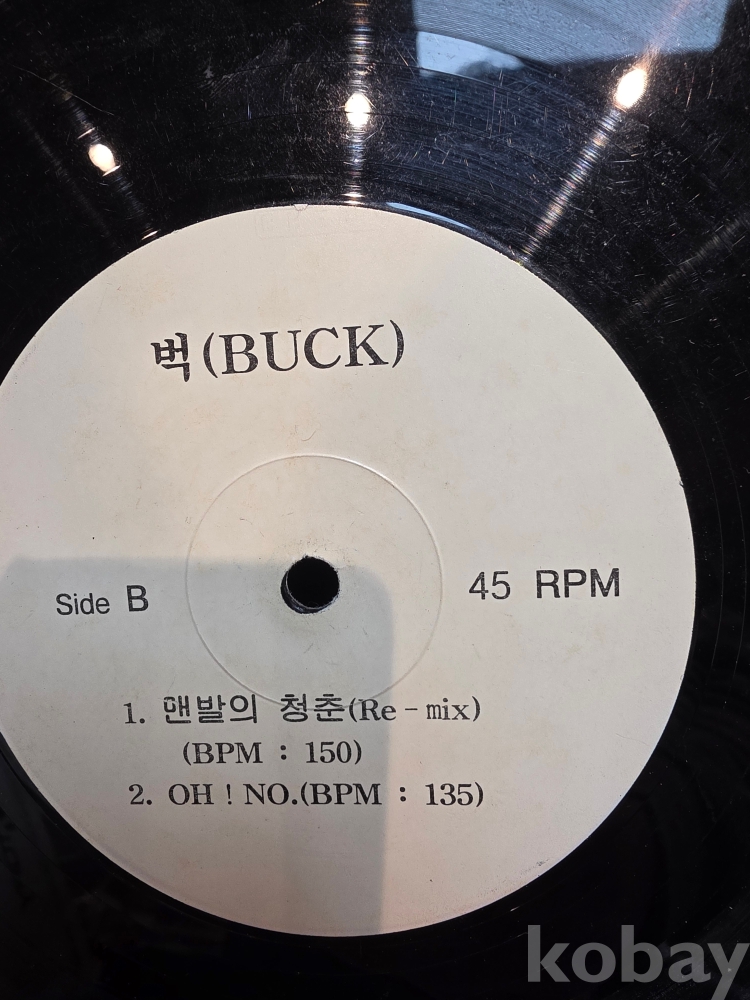 벅(BUCK)
Side B
45 RPM
1. 맨발의 청춘(Re-mix)
(BPM : 150)
2. OH ! NO.(BPM : 135)
kobay